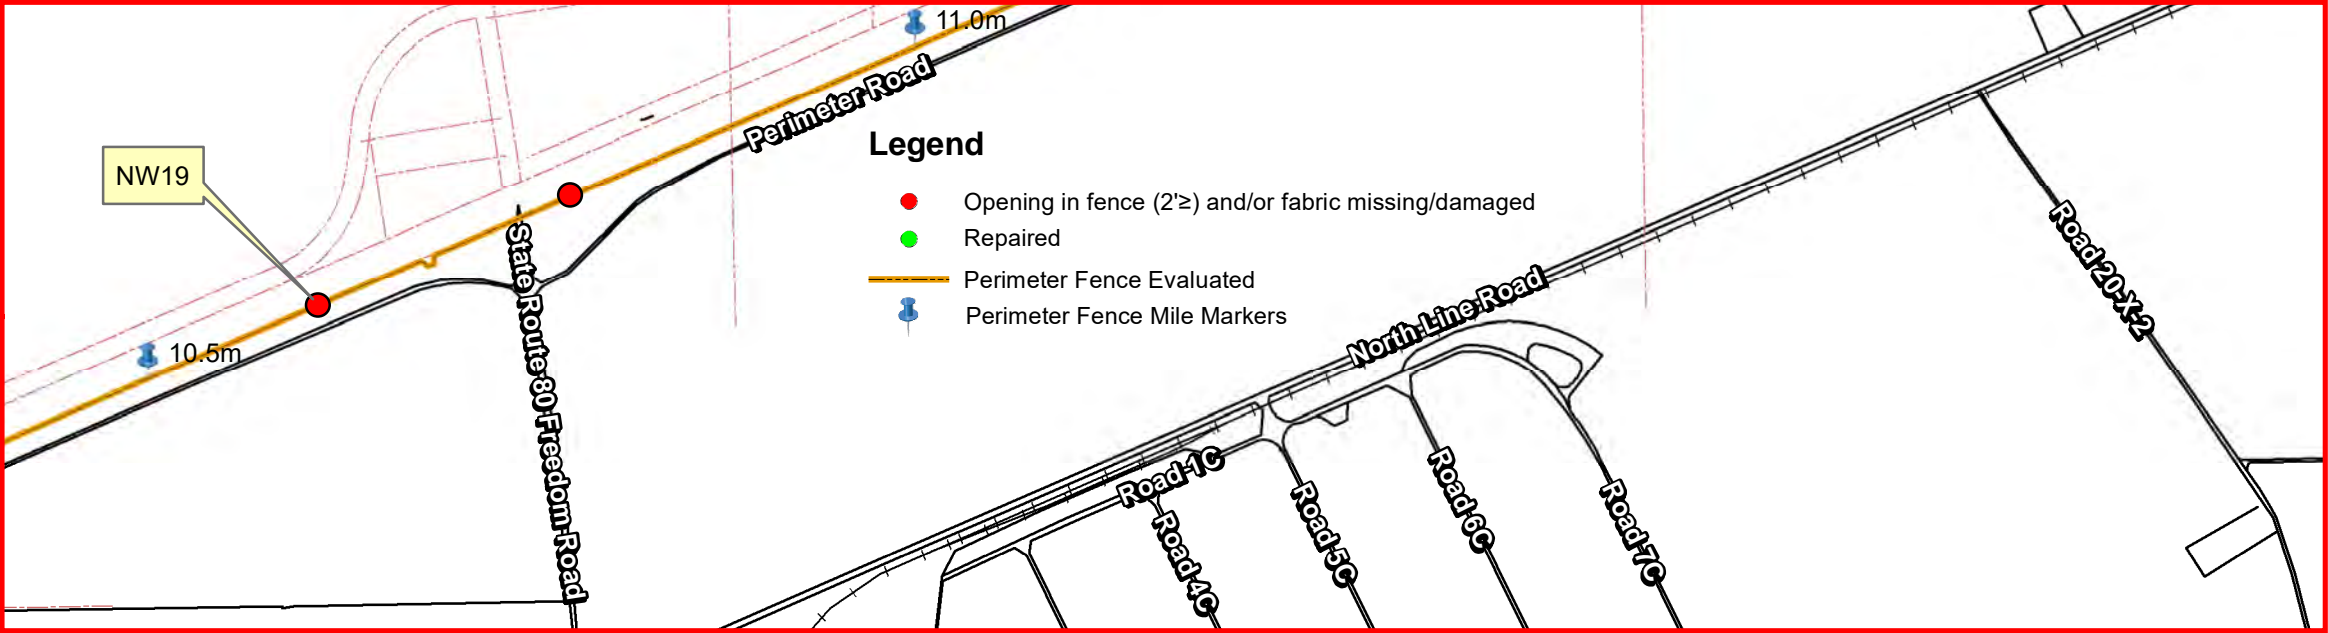 11.0m
Perimeter Road
Legend
NW19
Opening in fence (2'≥) and/or fabric missing/damaged
Repaired
Perimeter Fence Evaluated
Perimeter Fence Mile Markers
10.5m
State Route 80 Freedom Road
North Line Road
Road 20-X-2
Road 1C
Road 4C
Road 5C
Road 6C
Road 7C